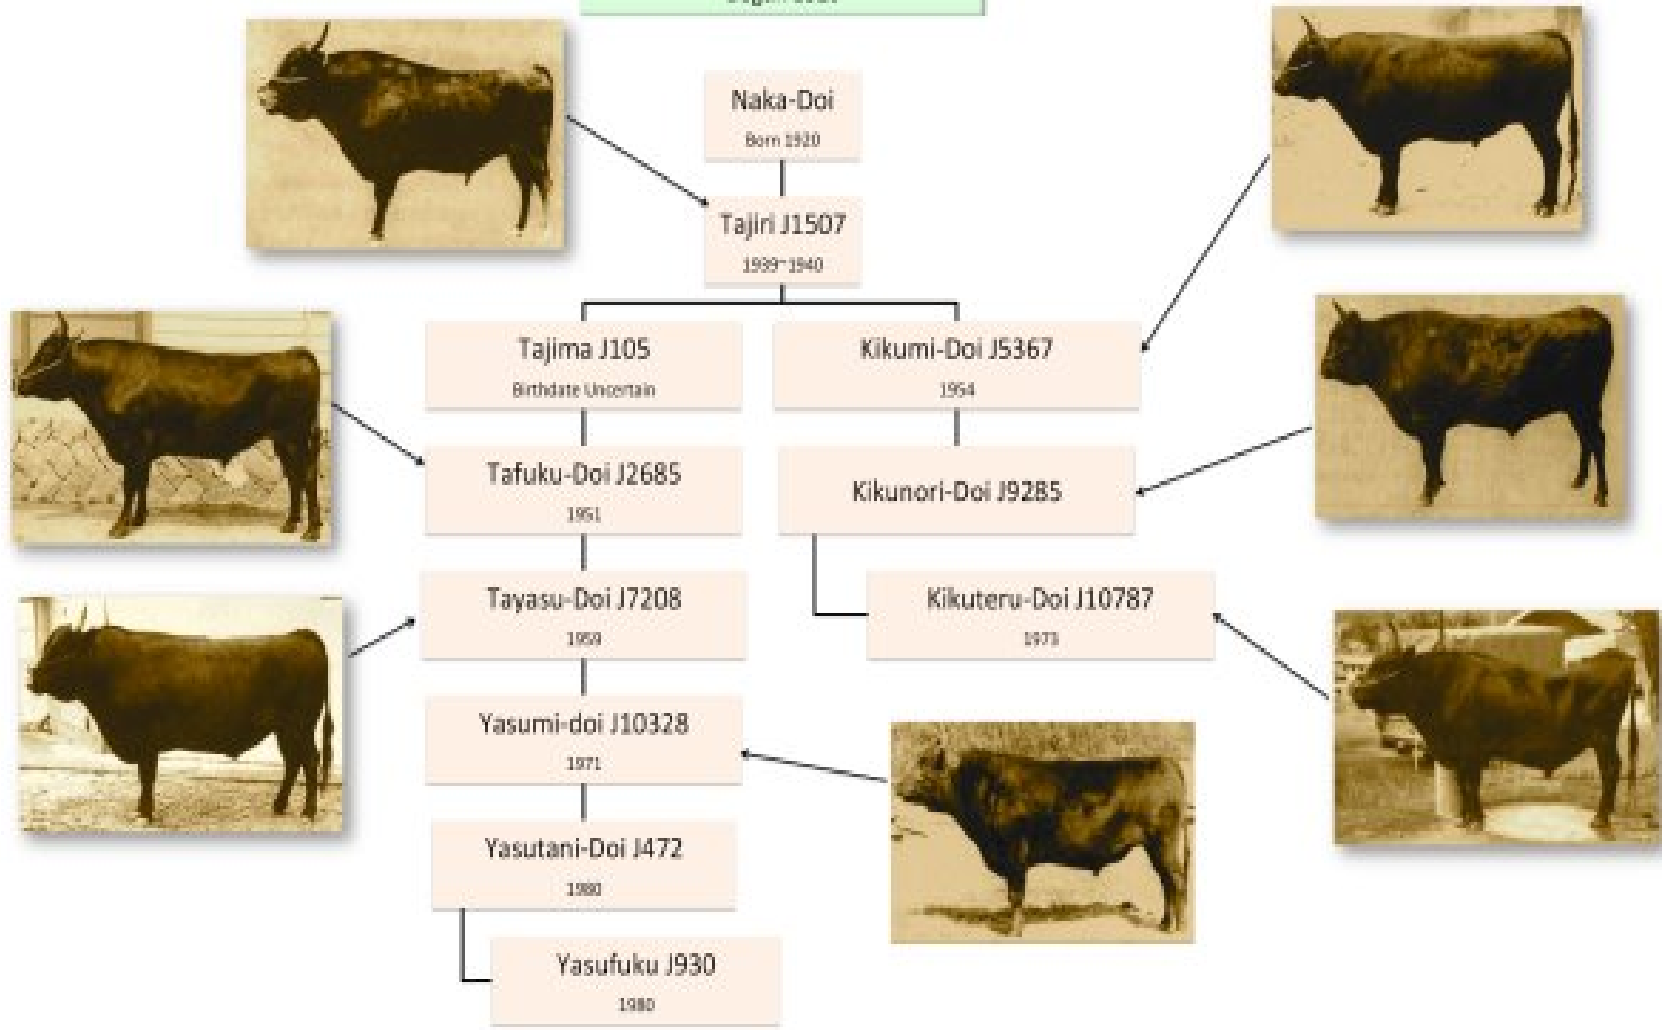 Naka-Doi
Born 1920
Tajiri J1507
1939~1940
Tajima J105
Birthdate Uncertain
Kikumi-Doi J5367
1954
Tafuku-Doi J2685
1951
Kikunori-Doi J9285
Tayasu-Doi J7208
1959
Kikuteru-Doi J10787
1973
Yasumi-doi J10328
1971
Yasutani-Doi J472
1980
Yasufuku J930
1980